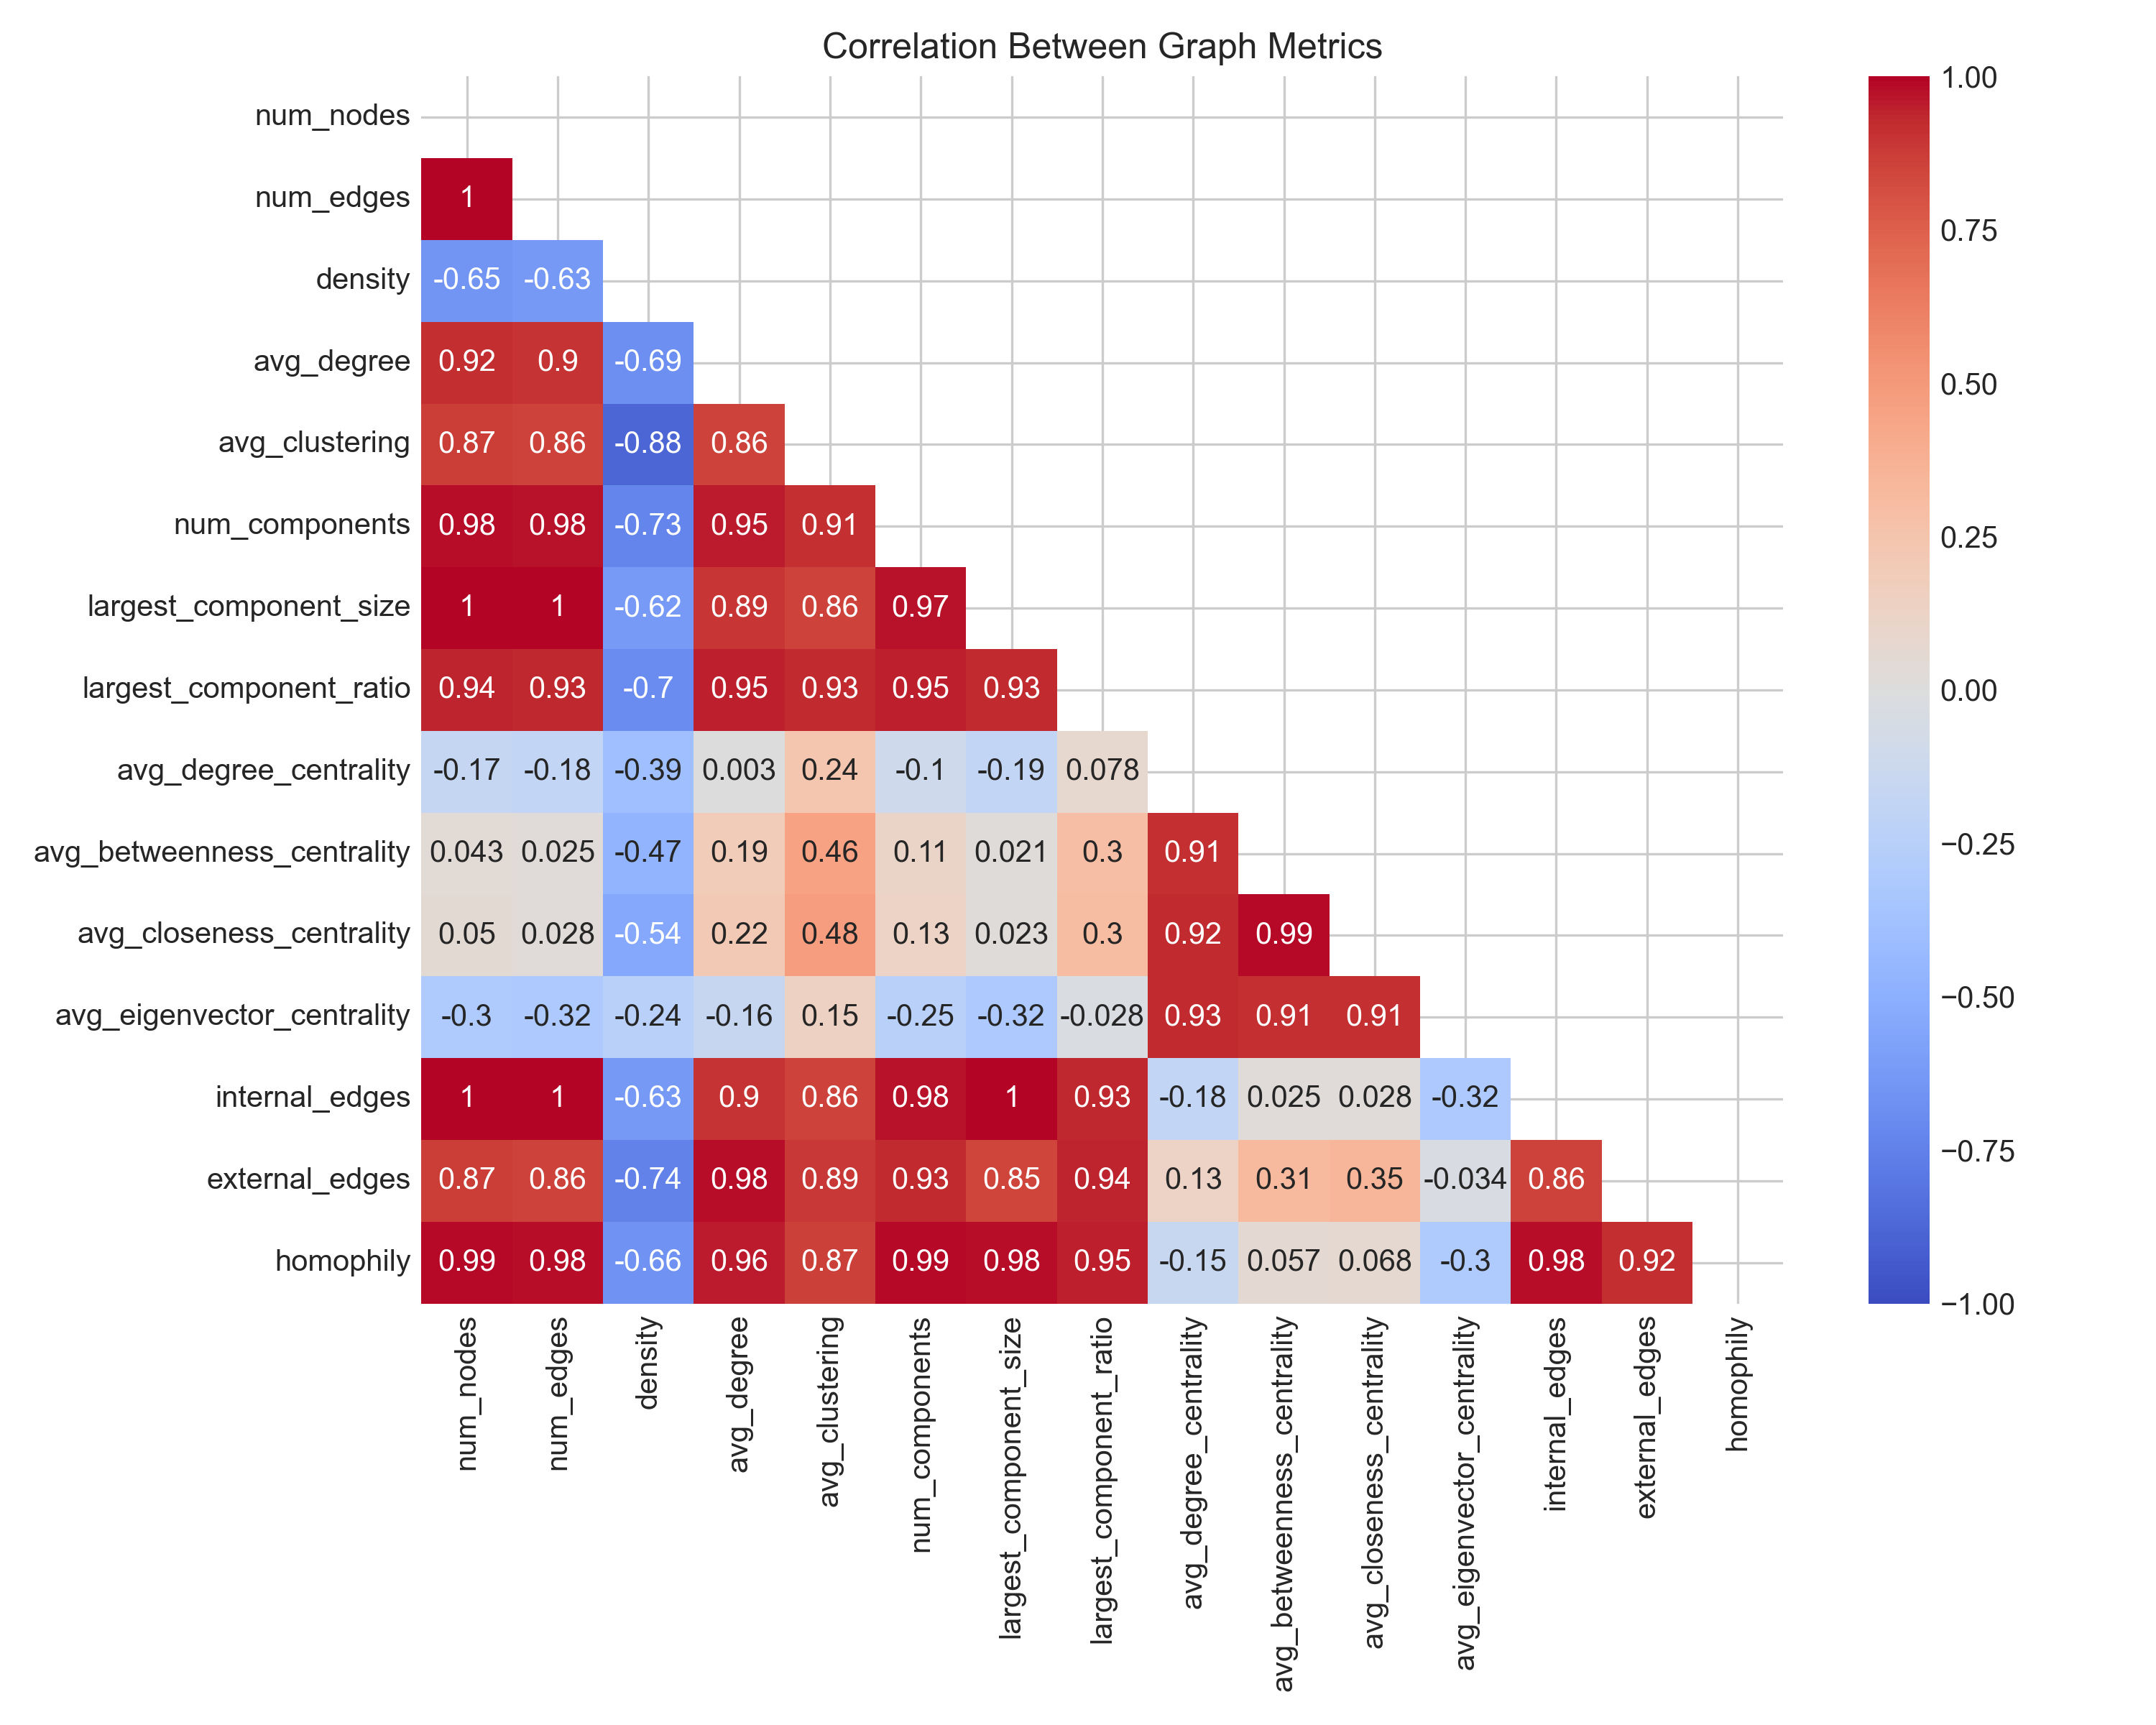 Correlation Between Graph Metrics
num_nodes
num_edges 1
density -0.65 -0.63
avg_degree 0.92 0.9 -0.69
avg_clustering 0.87 0.86 -0.88 0.86
num_components 0.98 0.98 -0.73 0.95 0.91
largest_component_size 1 1 -0.62 0.89 0.86 0.97
largest_component_ratio 0.94 0.93 -0.7 0.95 0.93 0.95 0.93
avg_degree_centrality -0.17 -0.18 -0.39 0.003 0.24 -0.1 -0.19 0.078
avg_betweenness_centrality 0.043 0.025 -0.47 0.19 0.46 0.11 0.021 0.3 0.91
avg_closeness_centrality 0.05 0.028 -0.54 0.22 0.48 0.13 0.023 0.3 0.92 0.99
avg_eigenvector_centrality -0.3 -0.32 -0.24 -0.16 0.15 -0.25 -0.32 -0.028 0.93 0.91 0.91
internal_edges 1 1 -0.63 0.9 0.86 0.98 1 0.93 -0.18 0.025 0.028 -0.32
external_edges 0.87 0.86 -0.74 0.98 0.89 0.93 0.85 0.94 0.13 0.31 0.35 -0.034 0.86
homophily 0.99 0.98 -0.66 0.96 0.87 0.99 0.98 0.95 -0.15 0.057 0.068 -0.3 0.98 0.92
num_nodes
num_edges
density
avg_degree
avg_clustering
num_components
largest_component_size
largest_component_ratio
avg_degree_centrality
avg_betweenness_centrality
avg_closeness_centrality
avg_eigenvector_centrality
internal_edges
external_edges
homophily
1.00
0.75
0.50
0.25
0.00
−0.25
−0.50
−0.75
−1.00